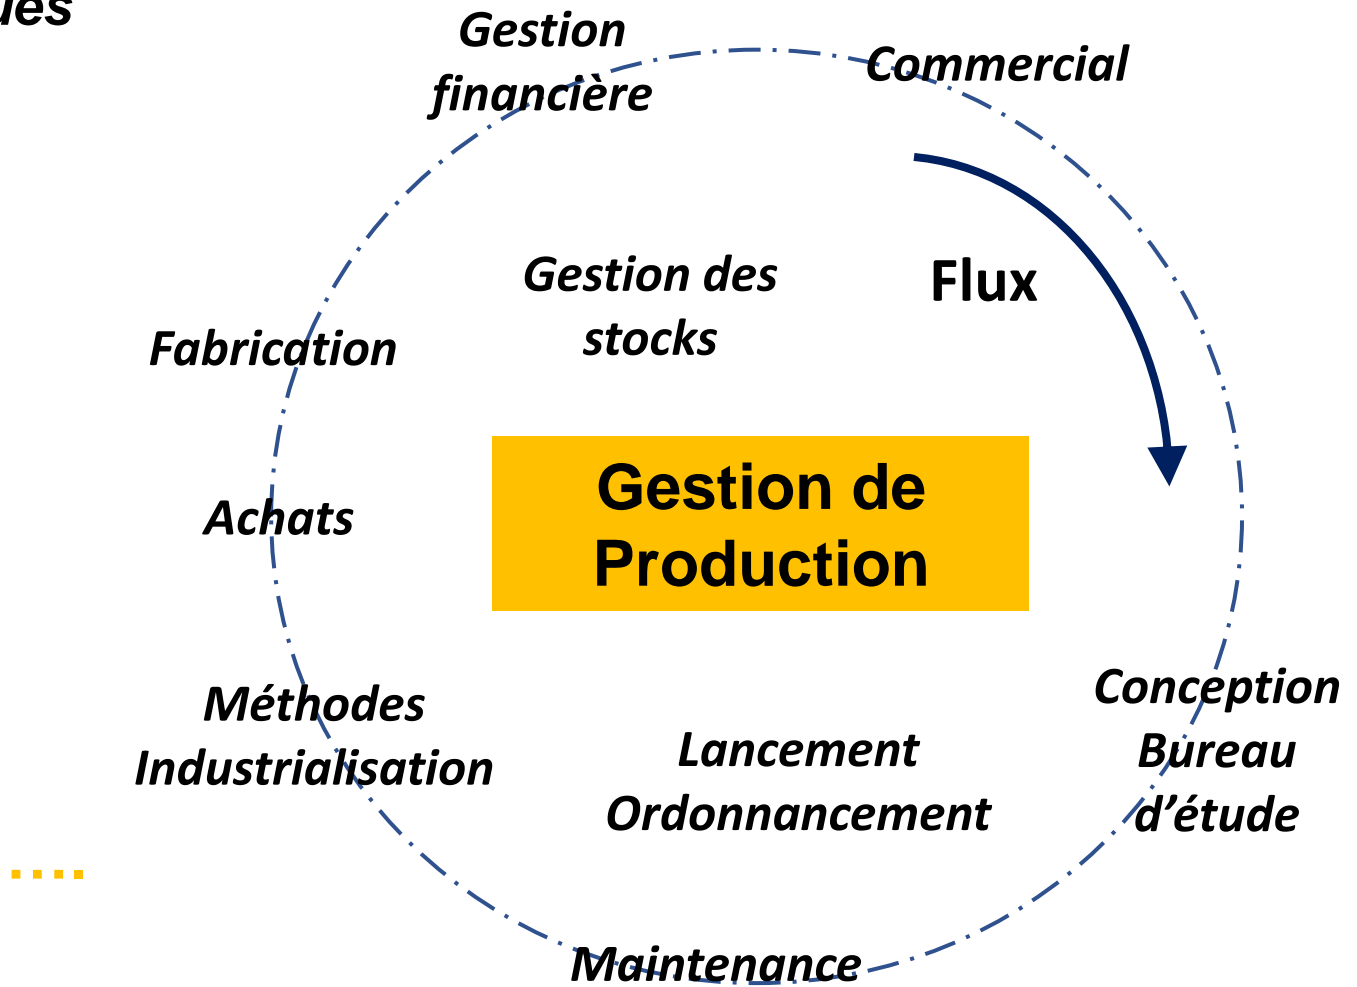 Gestion
financière
Commercial
Gestion des
stocks
Flux
Fabrication
Gestion de
Production
Achats
Méthodes
Industrialisation
Lancement
Ordonnancement
Conception
Bureau
d’étude
....
Maintenance